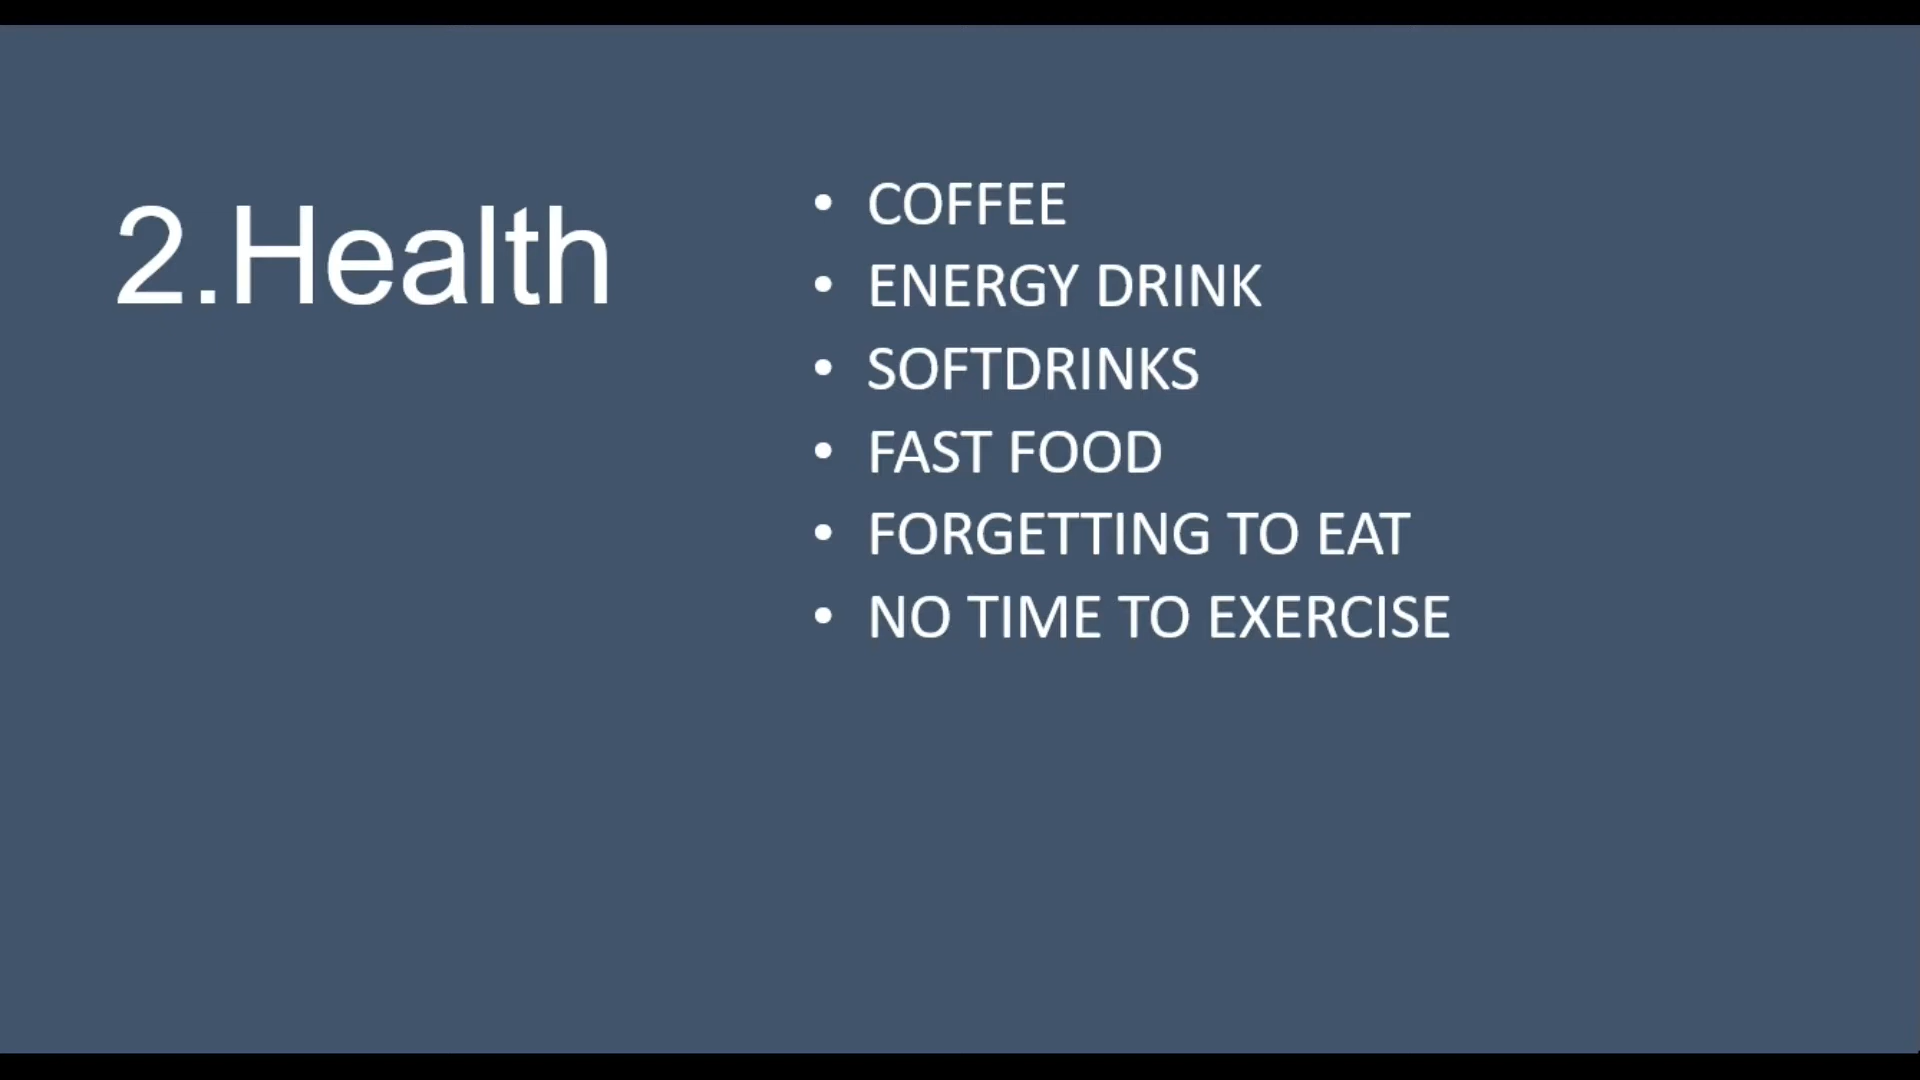 2.Health
• COFFEE
• ENERGY DRINK
• SOFTDRINKS
• FAST FOOD
• FORGETTING TO EAT
• NO TIME TO EXERCISE